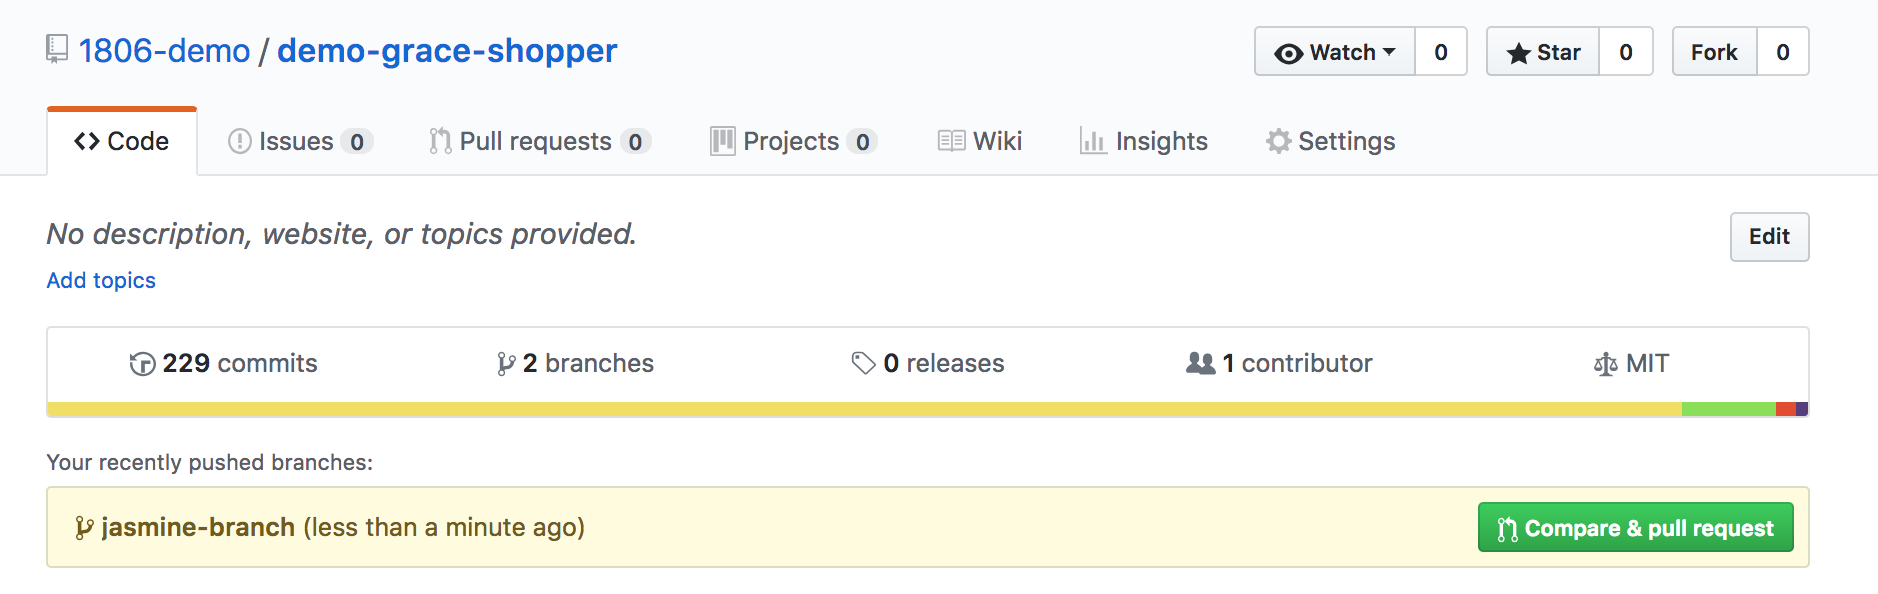 1806-demo / demo-grace-shopper
Watch 0 Star 0 Fork 0
Code Issues 0 Pull requests 0 Projects 0 Wiki Insights Settings
No description, website, or topics provided.
Edit
Add topics
229 commits 2 branches 0 releases 1 contributor MIT
Your recently pushed branches:
jasmine-branch (less than a minute ago)
Compare & pull request